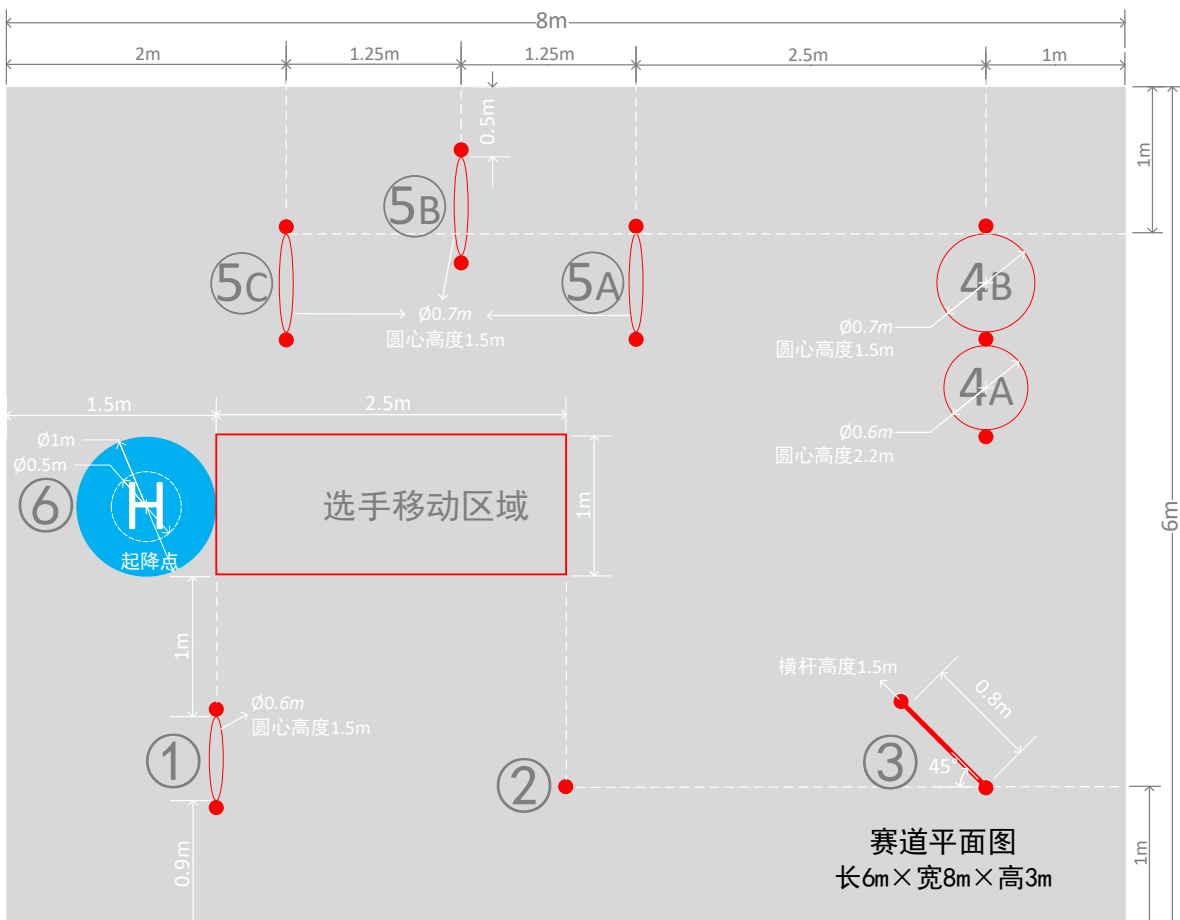 8m
2m
1.25m
1.25m
2.5m
1m
0.5m
1m
5B
5C
5A
4B
Ø0.7m
圆心高度1.5m
Ø0.7m
圆心高度1.5m
4A
1.5m
2.5m
Ø0.6m
圆心高度2.2m
Ø1m
Ø0.5m
6
H
起降点
选手移动区域
1m
6m
1m
横杆高度1.5m
0.8m
Ø0.6m
圆心高度1.5m
1
2
3
45°
0.9m
1m
赛道平面图
长6m×宽8m×高3m